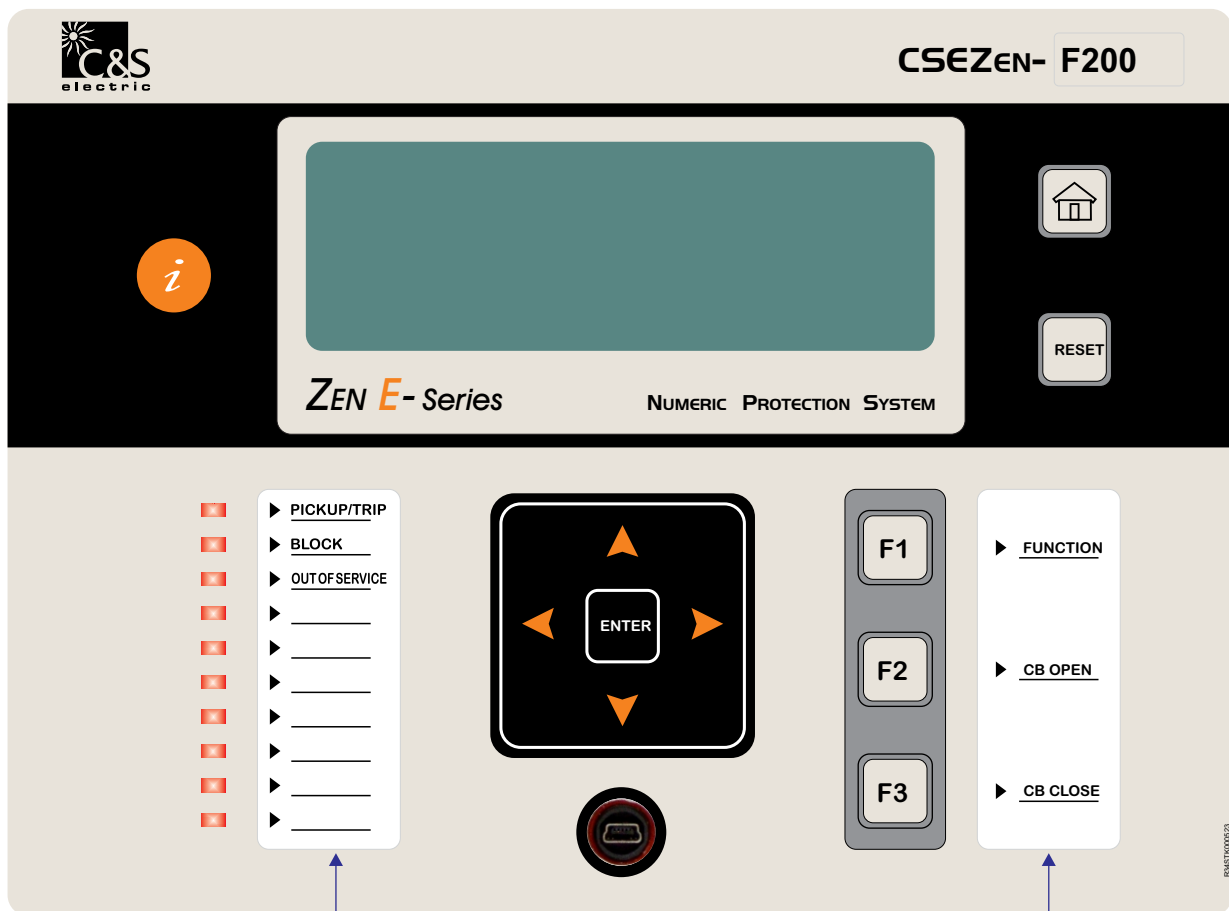 C&S
electric
CSEZEN- F200
i
RESET
ZEN E- Series
NUMERIC PROTECTION SYSTEM
PICKUP/TRIP
BLOCK
OUT OF SERVICE
ENTER
F1
F2
F3
FUNCTION
CB OPEN
CB CLOSE
R34STK000523